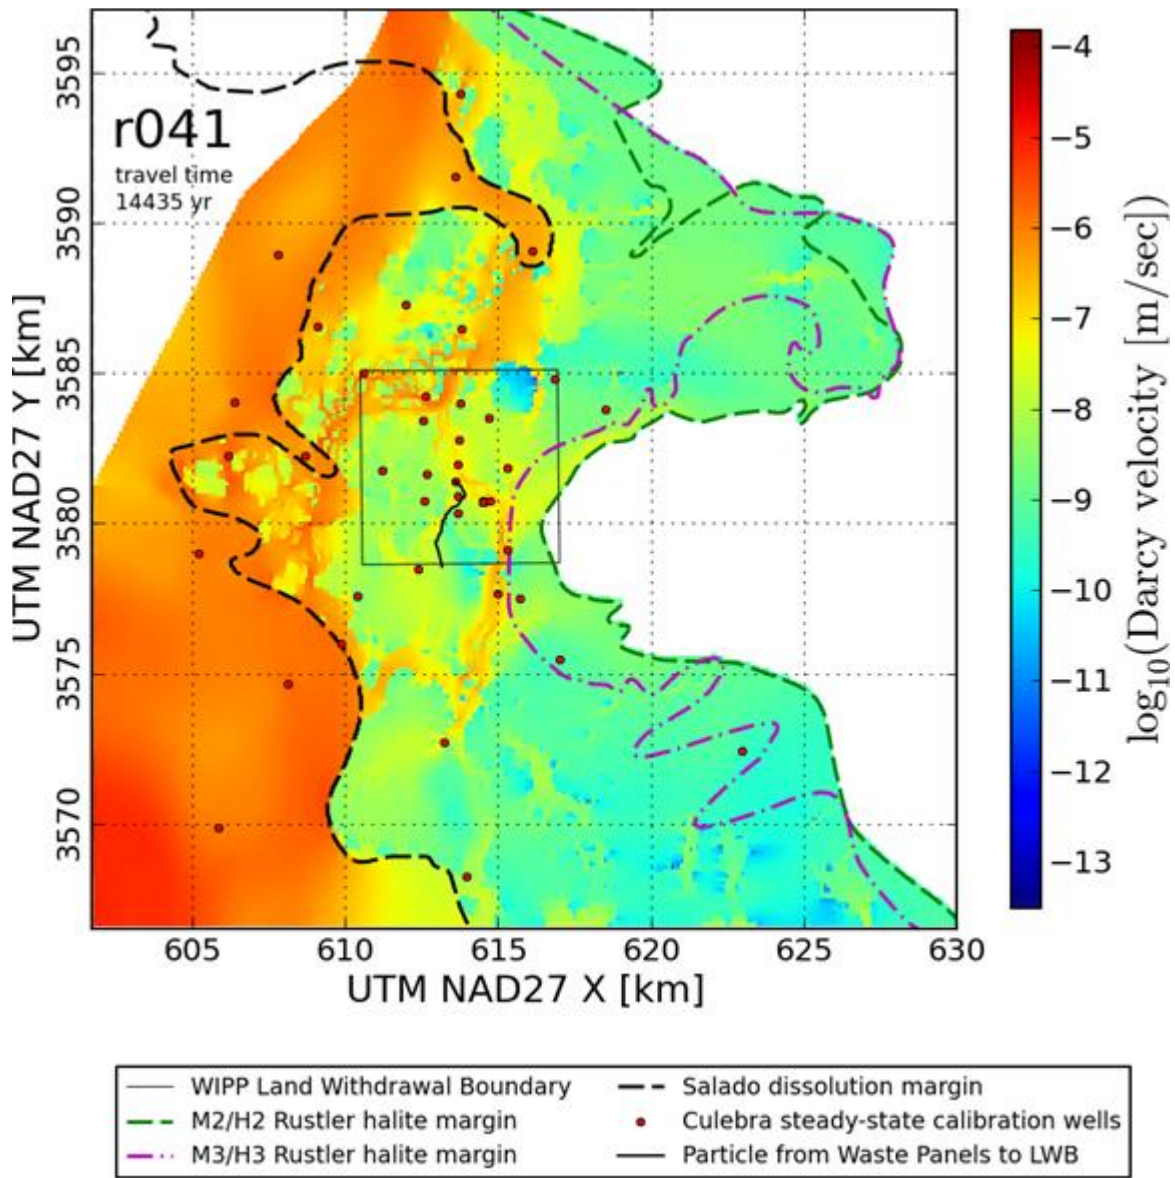 r041
travel time
14435 yr
3595
3590
3585
3580
3575
3570
UTM NAD27 Y [km]
605 610 615 620 625 630
UTM NAD27 X [km]
−4
−5
−6
−7
−8
−9
−10
−11
−12
−13
log10(Darcy velocity [m/sec])
WIPP Land Withdrawal Boundary
M2/H2 Rustler halite margin
M3/H3 Rustler halite margin
Salado dissolution margin
Culebra steady-state calibration wells
Particle from Waste Panels to LWB